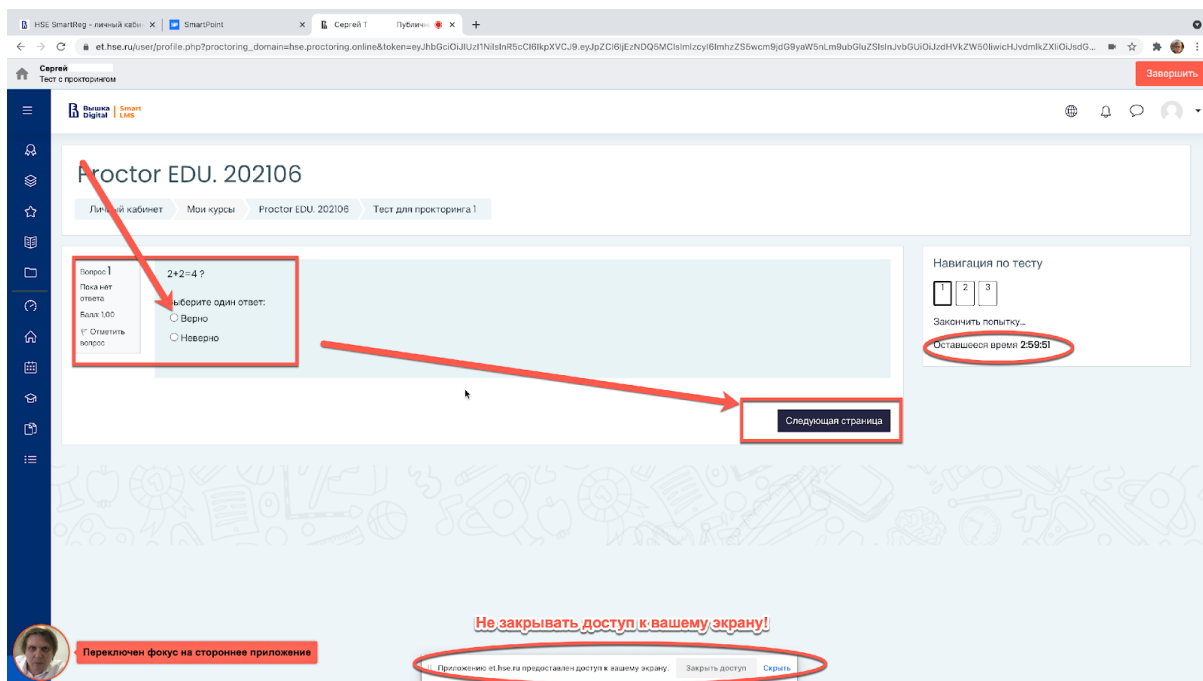 HSE SmartReg - личный кабин
SmartPoint
Сергей Т Публичн
et.hse.ru/user/profile.php?proctoring_domain=hse.proctoring.online&token=
Сергей
Тест с прокторингом
Завершить
Вышка Digital
Smart LMS
Proctor EDU. 202106
Личный кабинет Мои курсы Proctor EDU. 202106 Тест для прокторинга 1
Вопрос 1
Пока нет
ответа
Балл: 1,00
Отметить
вопрос
2+2=4 ?
Выберите один ответ:
Верно
Неверно
Следующая страница
Навигация по тесту
1 2 3
Закончить попытку...
Оставшееся время 2:59:51
Не закрывать доступ к вашему экрану!
Переключен фокус на стороннее приложение
Приложению et.hse.ru предоставлен доступ к вашему экрану. Закрыть доступ Скрыть